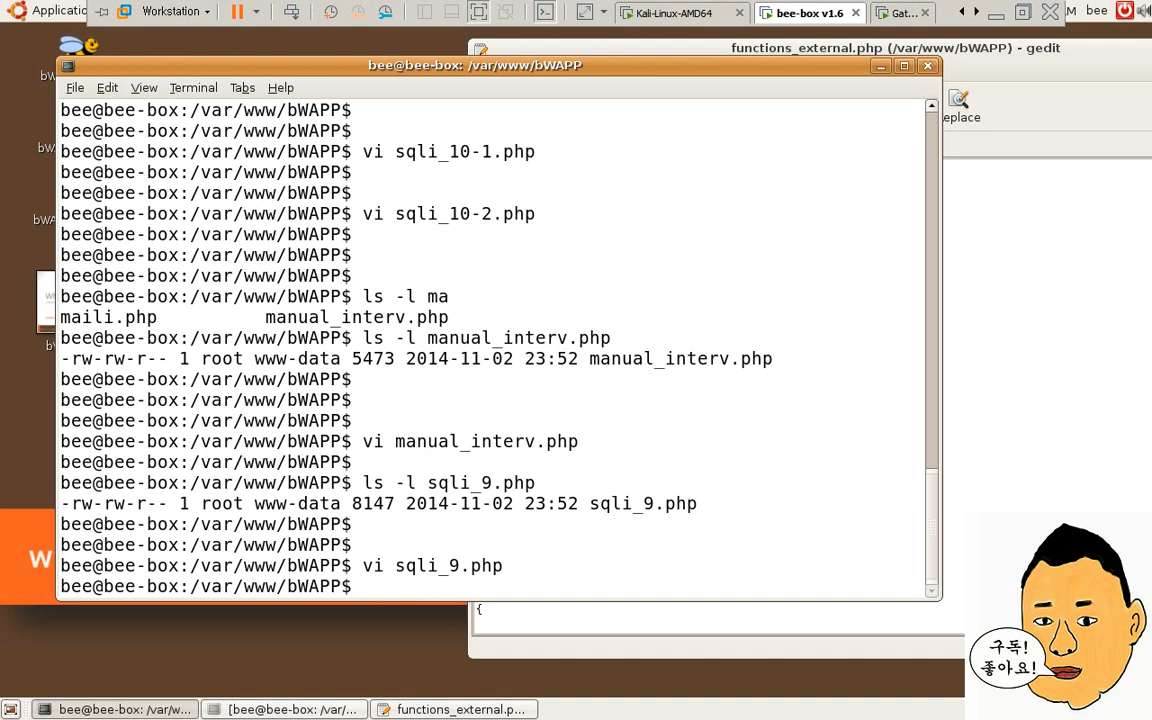 Applicatio
Workstation
Kali-Linux-AMD64
bee-box v1.6
Gat...
M bee
functions_external.php (/var/www/bWAPP) - gedit
bee@bee-box: /var/www/bWAPP
File Edit View Terminal Tabs Help
eplace
bee@bee-box:/var/www/bWAPP$
bee@bee-box:/var/www/bWAPP$
bee@bee-box:/var/www/bWAPP$ vi sqli_10-1.php
bee@bee-box:/var/www/bWAPP$
bee@bee-box:/var/www/bWAPP$
bee@bee-box:/var/www/bWAPP$ vi sqli_10-2.php
bee@bee-box:/var/www/bWAPP$
bee@bee-box:/var/www/bWAPP$
bee@bee-box:/var/www/bWAPP$
bee@bee-box:/var/www/bWAPP$ ls -l ma
maili.php manual_interv.php
bee@bee-box:/var/www/bWAPP$ ls -l manual_interv.php
-rw-rw-r-- 1 root www-data 5473 2014-11-02 23:52 manual_interv.php
bee@bee-box:/var/www/bWAPP$
bee@bee-box:/var/www/bWAPP$
bee@bee-box:/var/www/bWAPP$
bee@bee-box:/var/www/bWAPP$ vi manual_interv.php
bee@bee-box:/var/www/bWAPP$
bee@bee-box:/var/www/bWAPP$ ls -l sqli_9.php
-rw-rw-r-- 1 root www-data 8147 2014-11-02 23:52 sqli_9.php
bee@bee-box:/var/www/bWAPP$
bee@bee-box:/var/www/bWAPP$
bee@bee-box:/var/www/bWAPP$ vi sqli_9.php
bee@bee-box:/var/www/bWAPP$
{
W
구독!
좋아요!
bee@bee-box: /var/w...
[bee@bee-box: /var/...
functions_external.p...